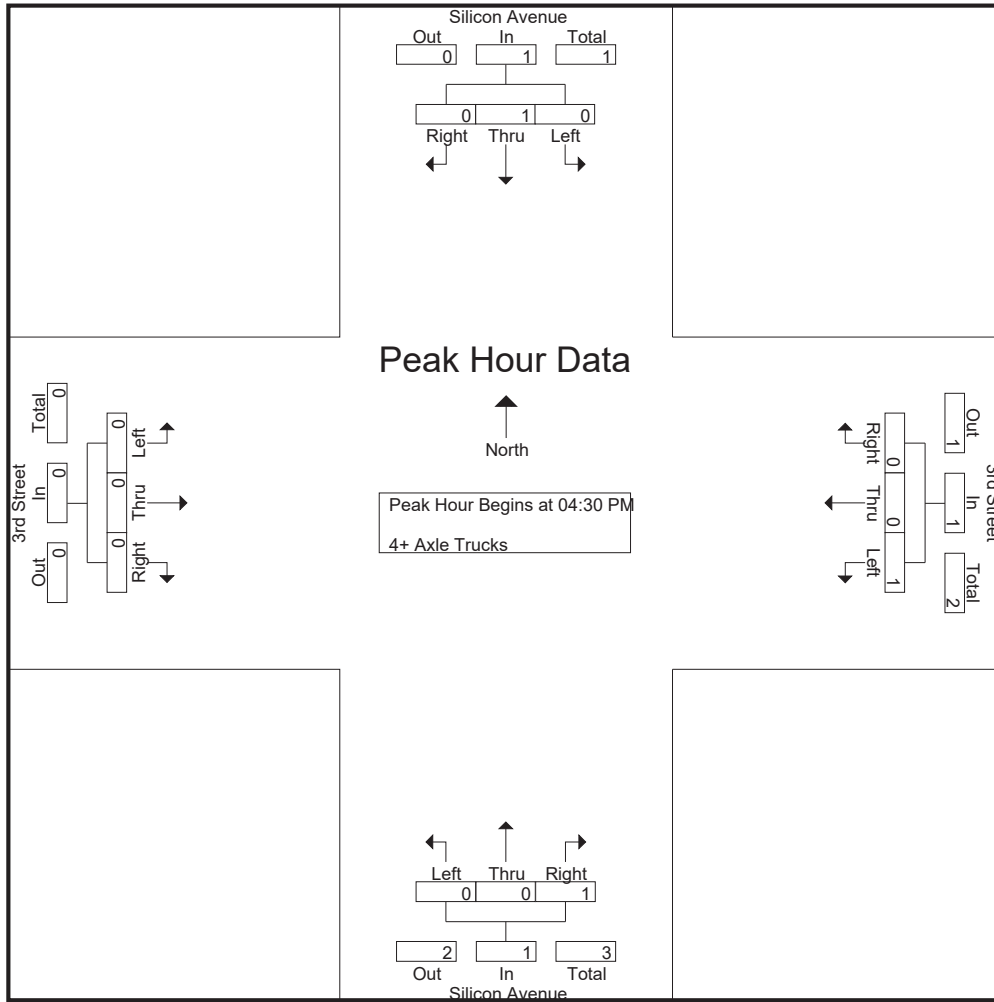 Silicon Avenue
Out In Total
0 1 1
0 1 0
Right Thru Left
Peak Hour Data
North
Peak Hour Begins at 04:30 PM
4+ Axle Trucks
3rd Street
Total In Out
0 0 0
0 0 0
Left Thru Right
Right Thru Left
0 0 1
Out In Total
1 1 2
3rd Street
Left Thru Right
0 0 1
2 1 3
Out In Total
Silicon Avenue